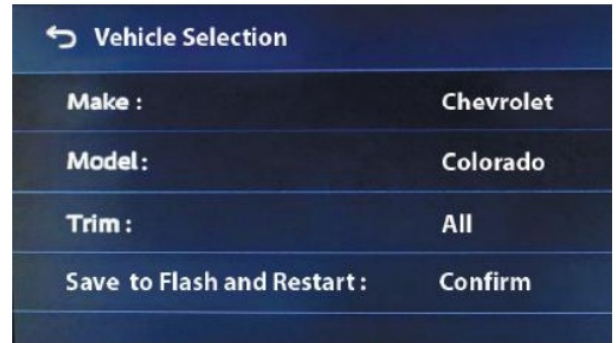 Vehicle Selection
Make : Chevrolet
Model : Colorado
Trim : All
Save to Flash and Restart : Confirm